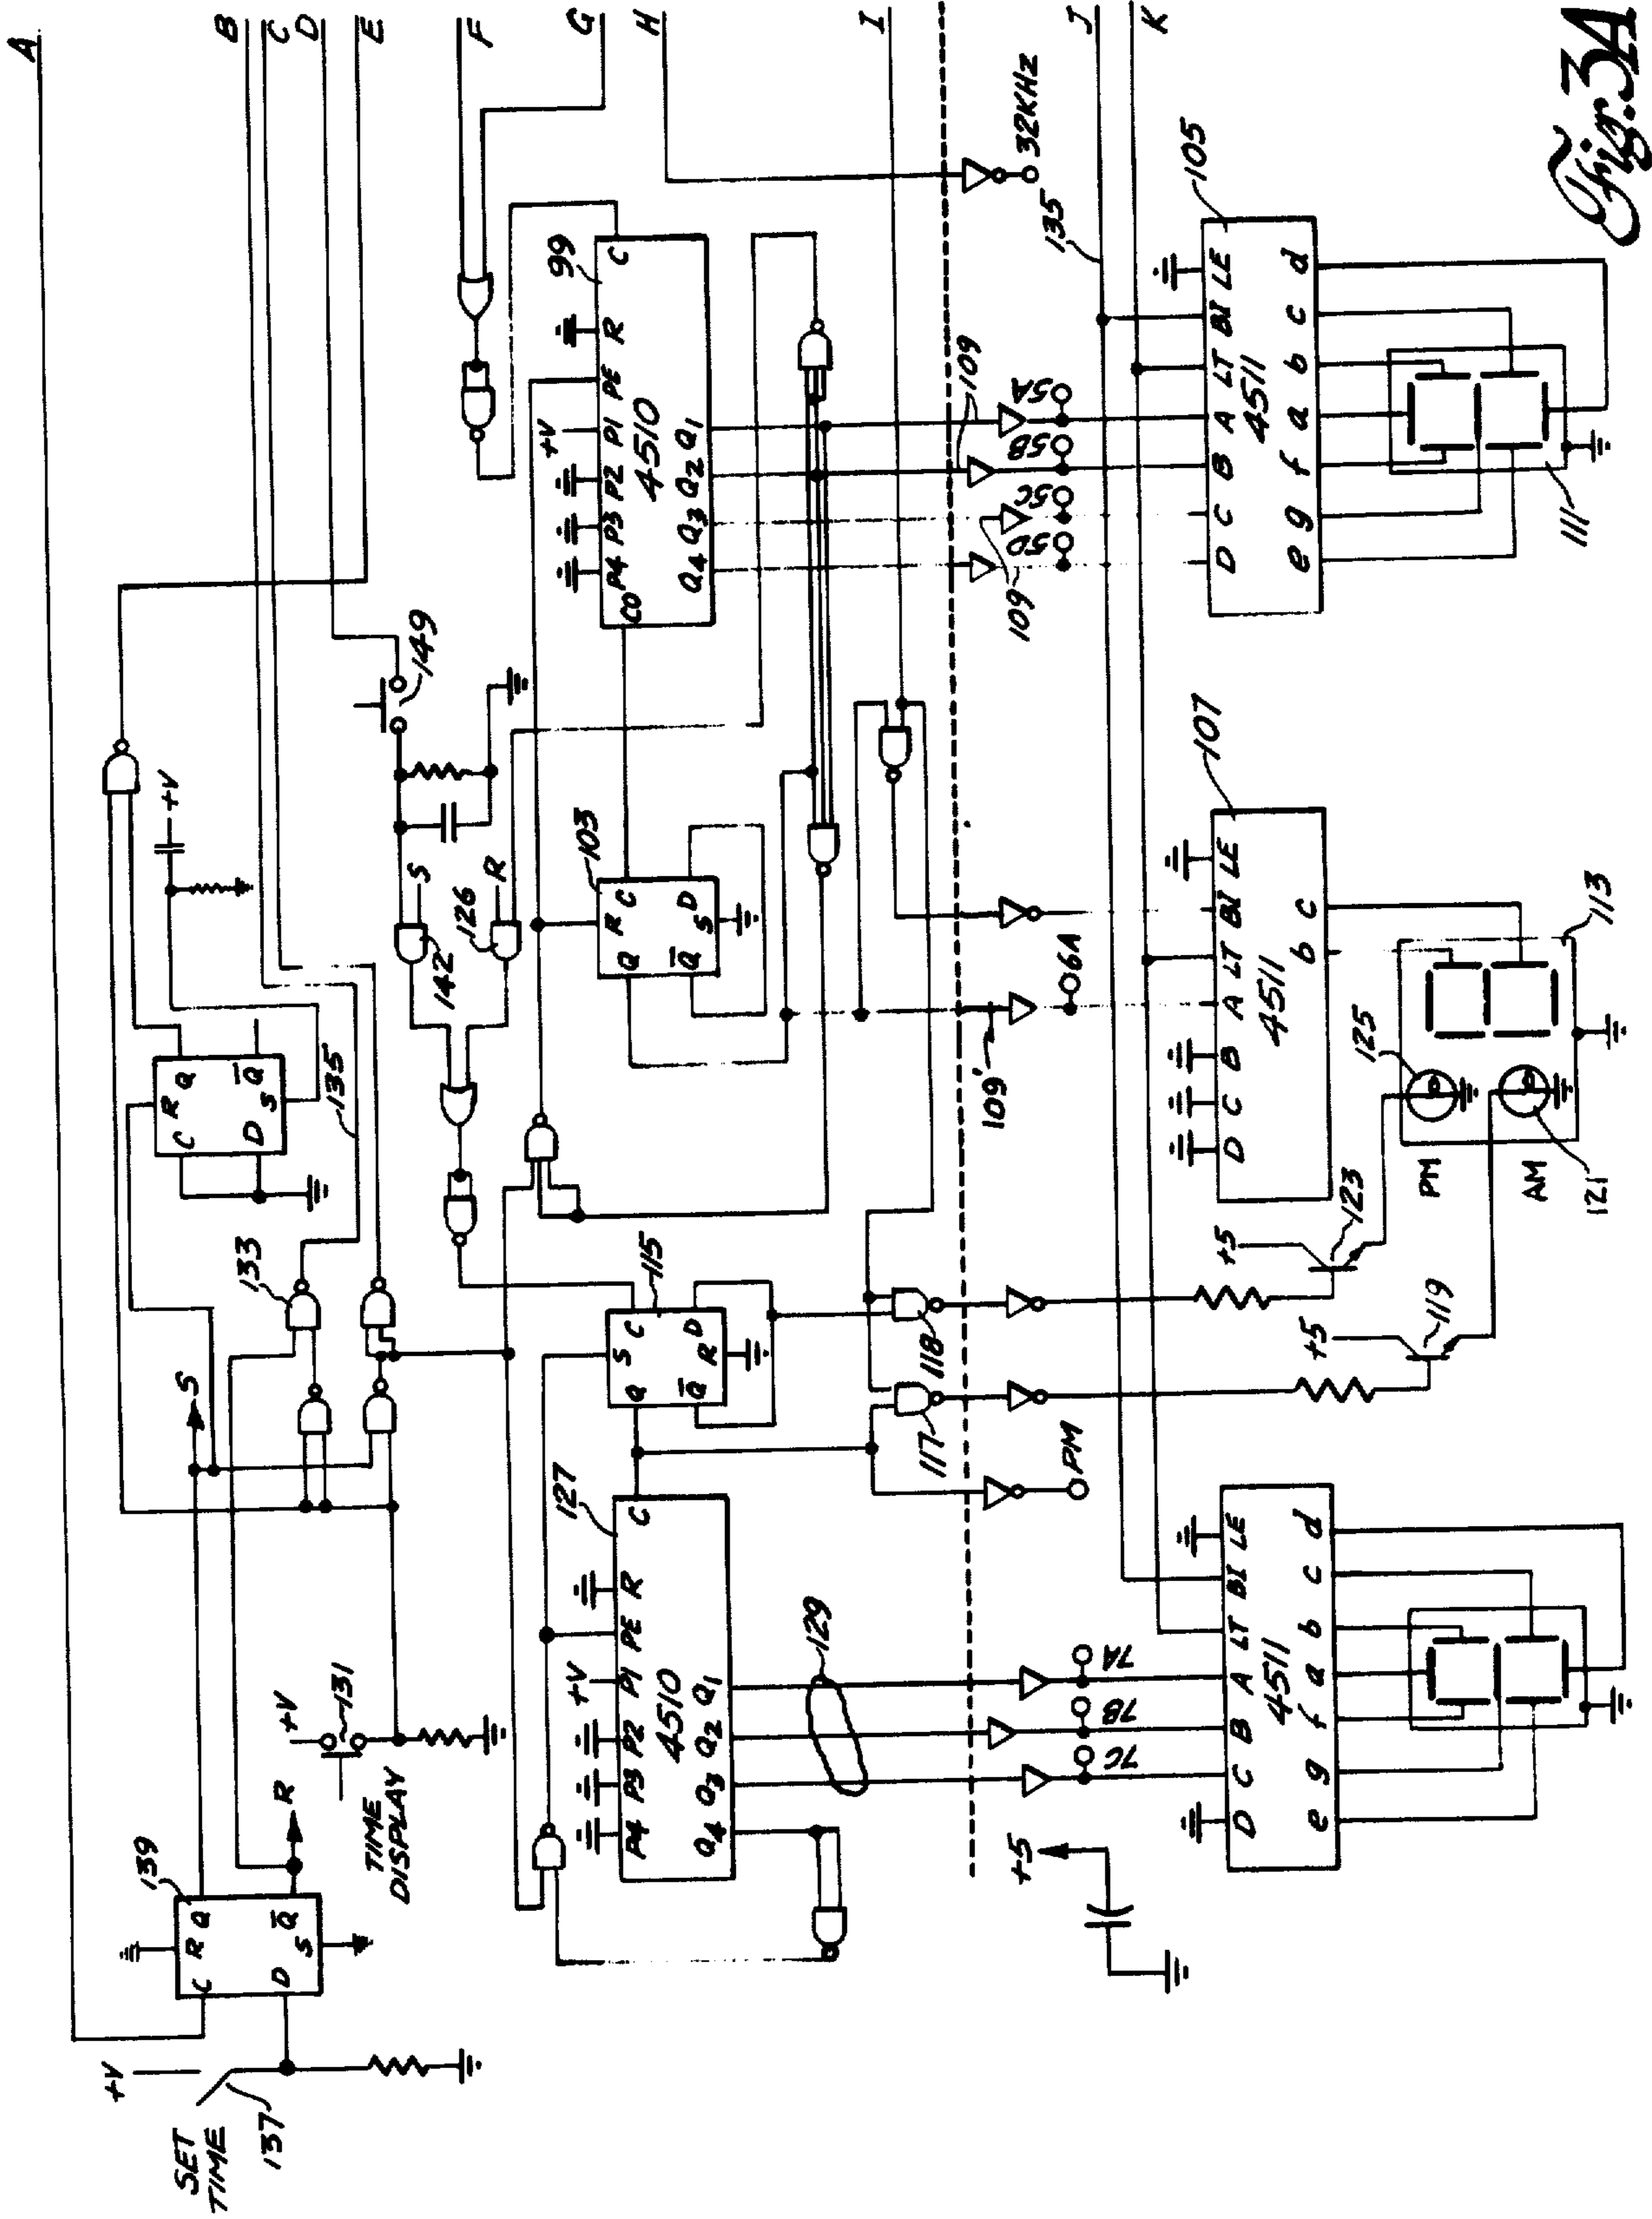 A
B
C
D
E
F
G
H
I
J
K
SET TIME
137
+V
139
C R Q
D S Q̅
R
S
+V
131
TIME DISPLAY
133
135
C R Q
D S Q̅
+V
149
142
S
126
R
127
P4 P3 P2 P1 PE R
4510
C
Q4 Q3 Q2 Q1
129
115
Q S C
Q̅ R D
103
Q R C
Q̅ S D
99
CO P4 P3 P2 P1 PE R
+V
4510
C
Q4 Q3 Q2 Q1
117
118
109'
109
109
109
PM
6A
5D
5C
5B
5A
32KHz
7C
7B
7A
+5
135
D C B A LT BI LE
4511
e g f a b c d
+5
119
+5
123
107
D C B A LT BI LE
4511
b c
PM
125
AM
121
113
105
D C B A LT BI LE
4511
e g f a b c d
111
Fig. 3A